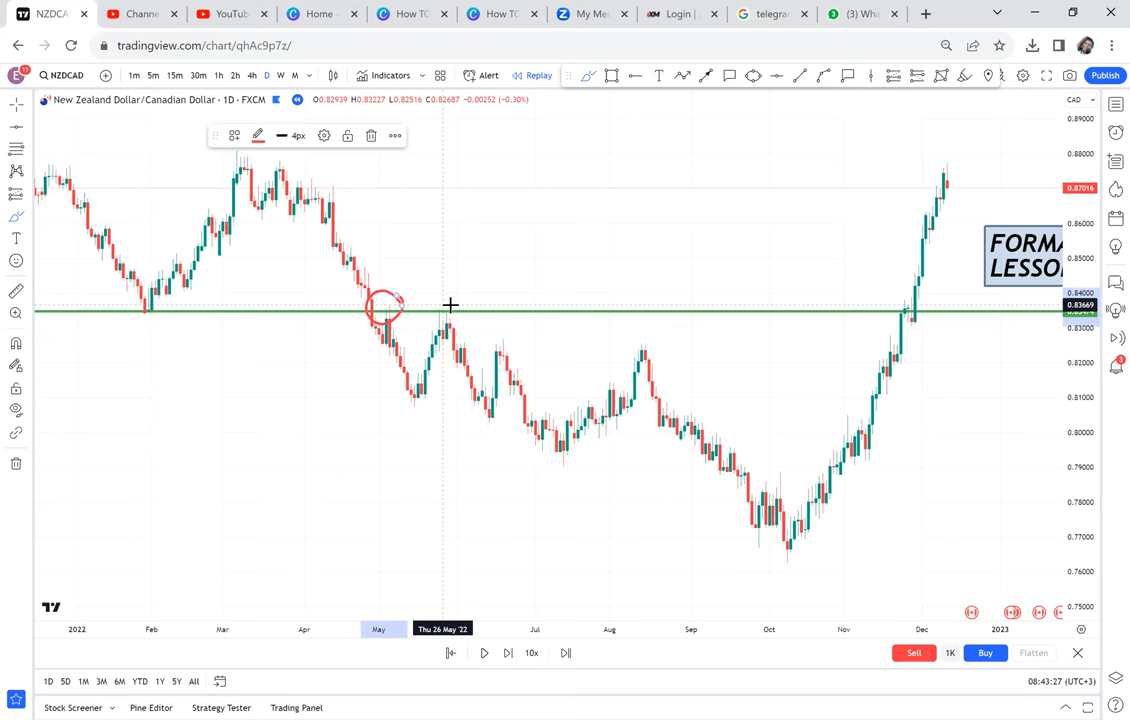 NZDCA
Channe
YouTub
Home –
How TC
How TC
My Me
XM
Login |
telegrar
(3) Wha
tradingview.com/chart/qhAc9p7z/
E
11
NZDCAD
1m 5m 15m 30m 1h 2h 4h D W M
Indicators
Alert
Replay
T
Publish
New Zealand Dollar/Canadian Dollar · 1D · FXCM
O0.82939 H0.83227 L0.82516 C0.82687 −0.00252 (−0.30%)
CAD
4px
0.89000
0.88000
0.87016
0.86000
0.85000
0.84000
0.83669
0.83000
0.82000
0.81000
0.80000
0.79000
0.78000
0.77000
0.76000
0.75000
FORMA
LESSO
3
2022 Feb Mar Apr May Thu 26 May '22 Jul Aug Sep Oct Nov Dec 2023
10x
Sell 1K Buy Flatten
1D 5D 1M 3M 6M YTD 1Y 5Y All
08:43:27 (UTC+3)
Stock Screener Pine Editor Strategy Tester Trading Panel